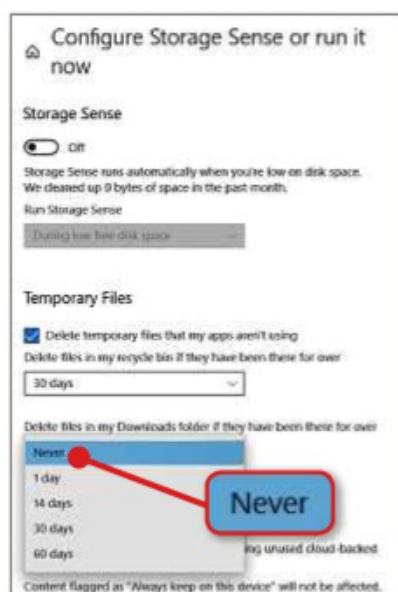 Configure Storage Sense or run it
now
Storage Sense
Off
Storage Sense runs automatically when you're low on disk space.
We cleaned up 0 bytes of space in the past month.
Run Storage Sense
During low free disk space
Temporary Files
Delete temporary files that my apps aren't using
Delete files in my recycle bin if they have been there for over
30 days
Delete files in my Downloads folder if they have been there for over
Never
1 day
14 days
Never
30 days
60 days
ing unused cloud-backed
Content flagged as "Always keep on this device" will not be affected.